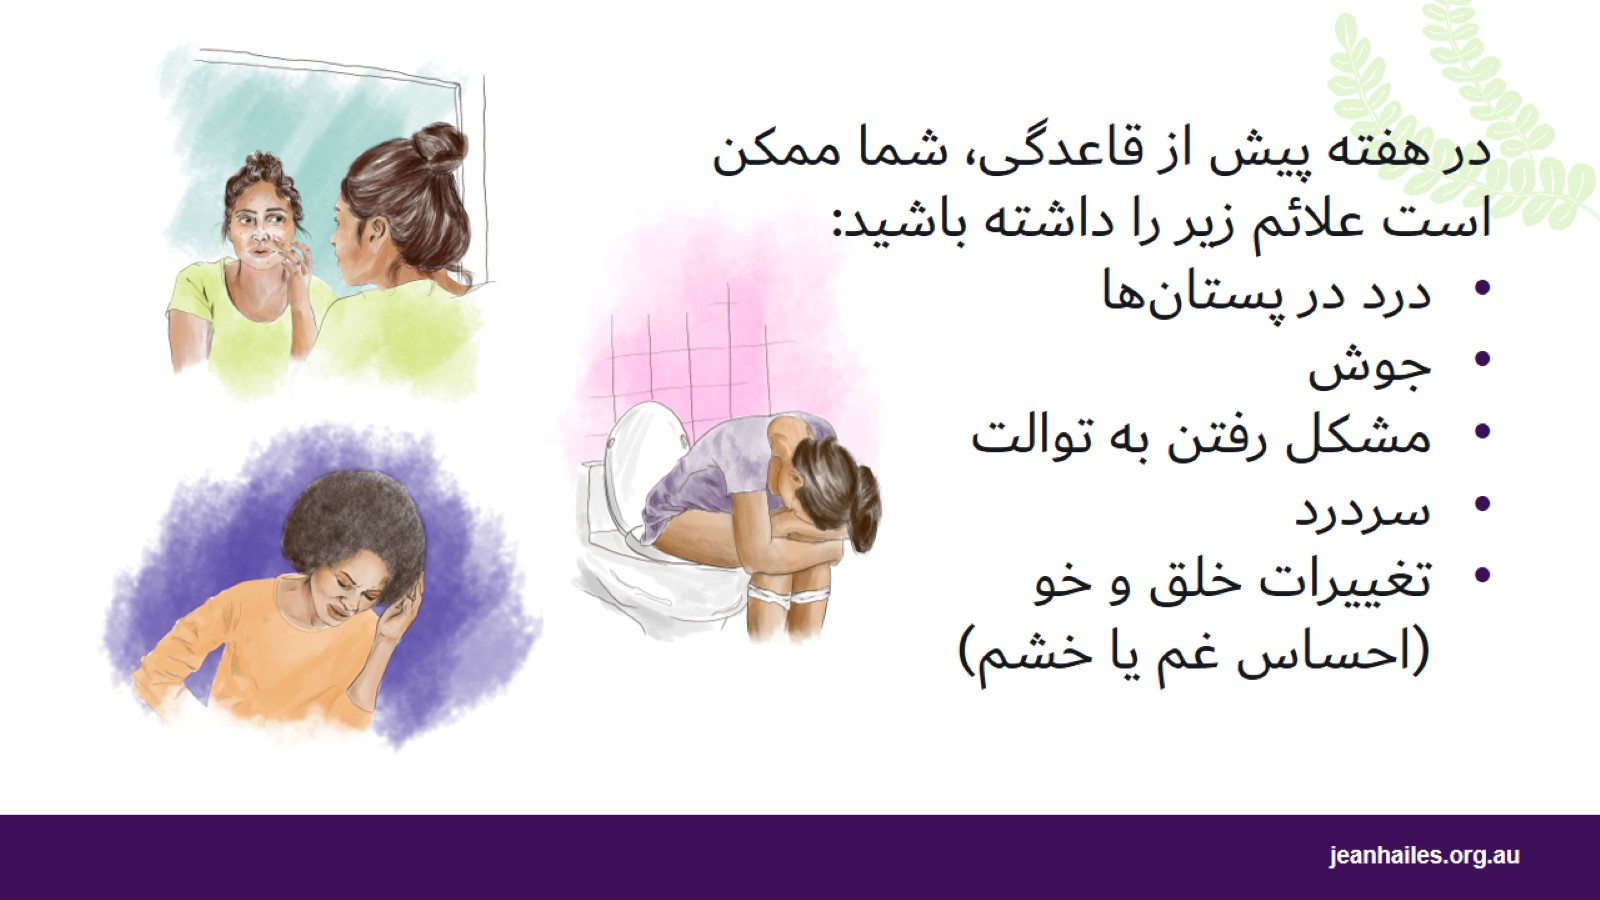 در هفته پیش از قاعدگی، شما ممکن
است علائم زیر را داشته باشید:
• درد در پستان‌ها
• جوش
• مشکل رفتن به توالت
• سردرد
• تغییرات خلق و خو
(احساس غم یا خشم)
jeanhailes.org.au